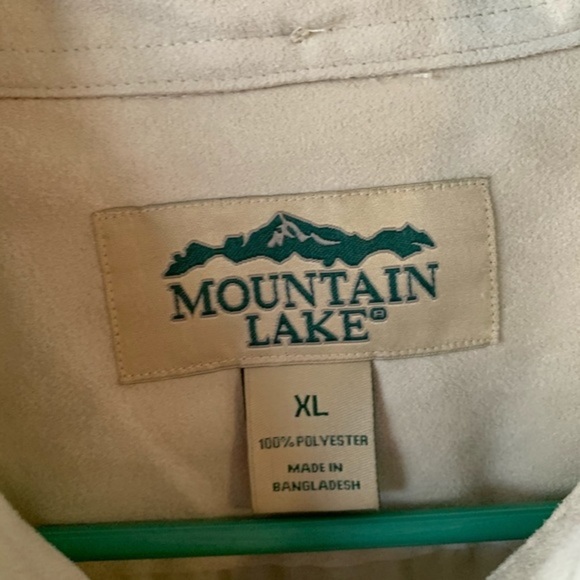 MOUNTAIN
LAKE®
XL
100% POLYESTER
MADE IN
BANGLADESH